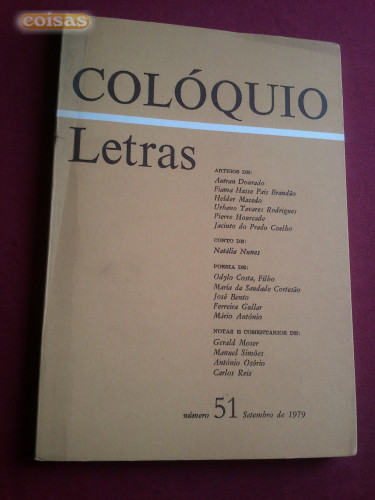 coisas
COLÓQUIO
Letras
ARTIGOS DE:
Autran Dourado
Fiama Hasse Pais Brandão
Helder Macedo
Urbano Tavares Rodrigues
Pierre Hourcade
Jacinto do Prado Coelho
CONTO DE:
Natália Nunes
POESIA DE:
Odylo Costa, Filho
Maria da Saudade Cortesão
José Bento
Ferreira Gullar
Mário António
NOTAS E COMENTÁRIOS DE:
Gerald Moser
Manuel Simões
António Osório
Carlos Reis
número 51 Setembro de 1979